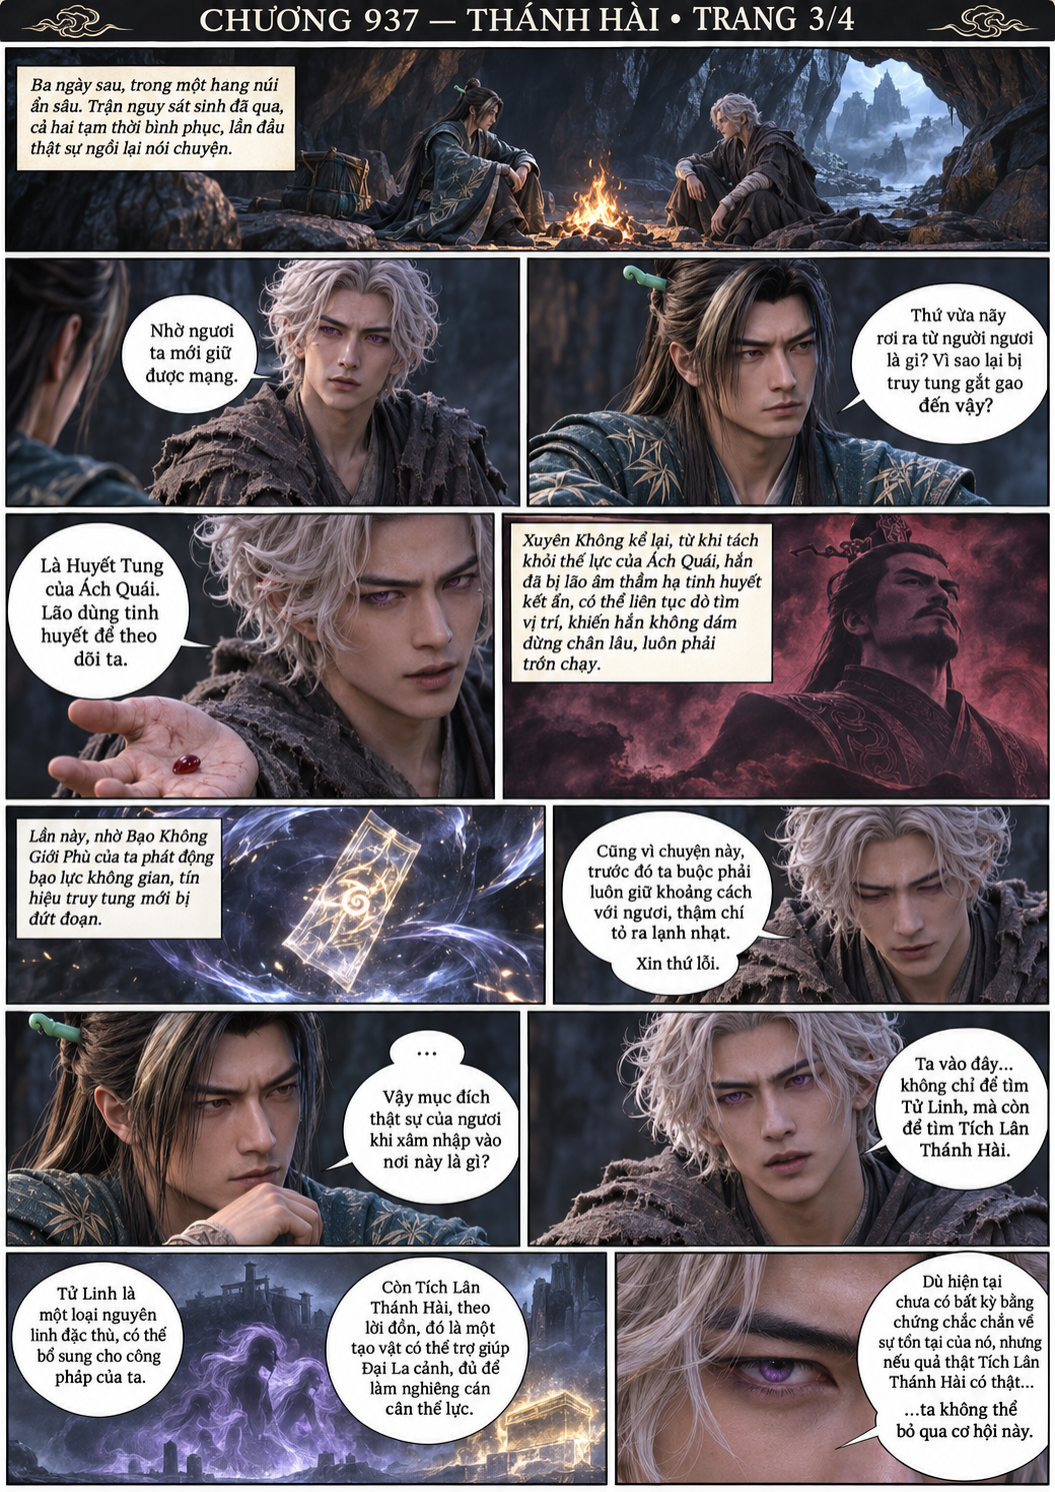 CHƯƠNG 937 — THÁNH HÀI • TRANG 3/4
Ba ngày sau, trong một hang núi
ẩn sâu. Trận nguy sát sinh đã qua,
cả hai tạm thời bình phục, lần đầu
thật sự ngồi lại nói chuyện.
Nhờ ngươi
ta mới giữ
được mạng.
Thứ vừa nãy
rơi ra từ người ngươi
là gì? Vì sao lại bị
truy tung gắt gao
đến vậy?
Là Huyết Tung
của Ách Quái.
Lão dùng tinh
huyết để theo
dõi ta.
Xuyên Không kể lại, từ khi tách
khỏi thế lực của Ách Quái, hắn
đã bị lão âm thầm hạ tinh huyết
kết ấn, có thể liên tục dò tìm
vị trí, khiến hắn không dám
dừng chân lâu, luôn phải
trốn chạy.
Lần này, nhờ Bạo Không
Giới Phù của ta phát động
bạo lực không gian, tín
hiệu truy tung mới bị
đứt đoạn.
Cũng vì chuyện này,
trước đó ta buộc phải
luôn giữ khoảng cách
với ngươi, thậm chí
tỏ ra lạnh nhạt.
Xin thứ lỗi.
...
Vậy mục đích
thật sự của ngươi
khi xâm nhập vào
nơi này là gì?
Ta vào đây...
không chỉ để tìm
Tử Linh, mà còn
để tìm Tích Lân
Thánh Hài.
Tử Linh là
một loại nguyên
linh đặc thù, có thể
bổ sung cho công
pháp của ta.
Còn Tích Lân
Thánh Hài, theo
lời đồn, đó là một
tạo vật có thể trợ giúp
Đại La cảnh, đủ để
làm nghiêng cán
cân thế lực.
Dù hiện tại
chưa có bất kỳ bằng
chứng chắc chắn về
sự tồn tại của nó, nhưng
nếu quả thật Tích Lân
Thánh Hài có thật...
...ta không thể
bỏ qua cơ hội này.